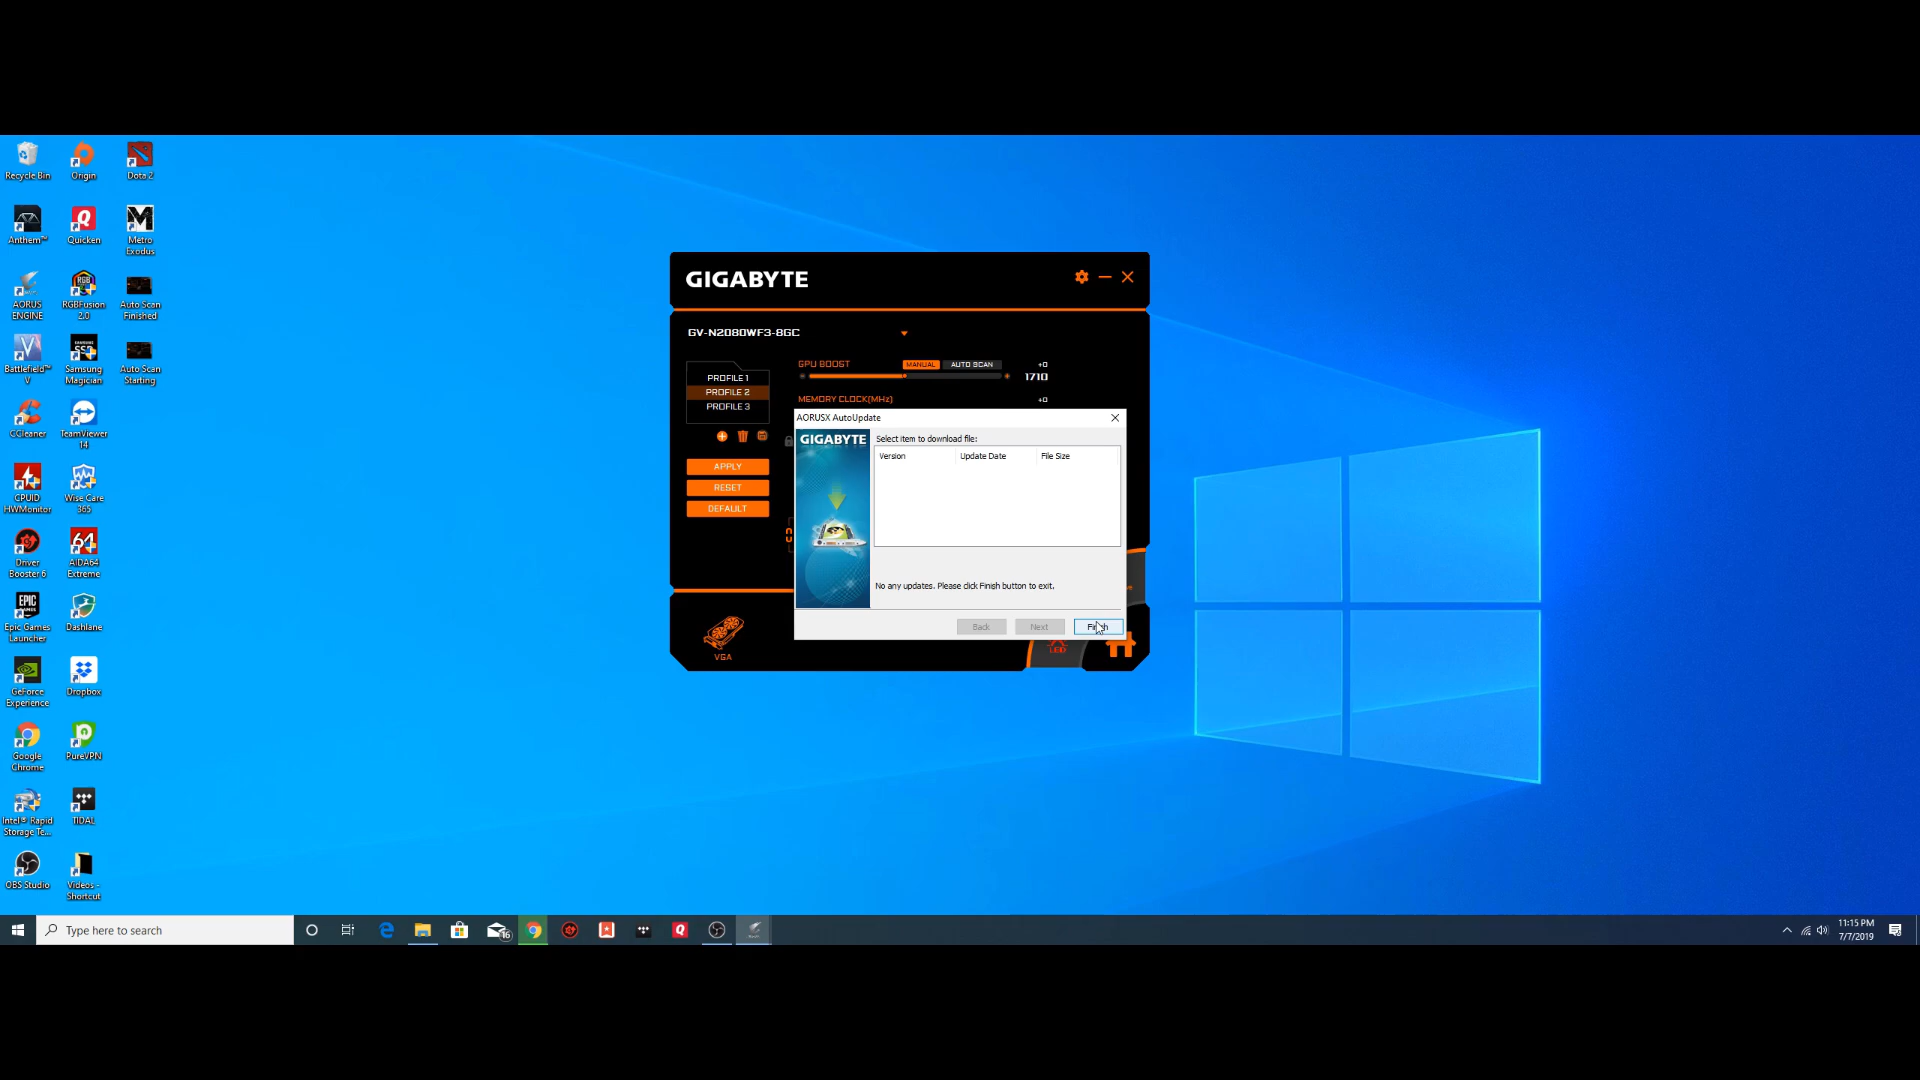 Recycle Bin
Origin
Dota 2
Anthem™
Quicken
Metro
Exodus
AORUS
ENGINE
RGBFusion
2.0
Auto Scan
Finished
Battlefield™
V
Samsung
Magician
Auto Scan
Starting
CCleaner
TeamViewer
14
CPUID
HWMonitor
Wise Care
365
Driver
Booster 6
AIDA64
Extreme
Epic Games
Launcher
Dashlane
GeForce
Experience
Dropbox
Google
Chrome
PureVPN
Intel® Rapid
Storage Te...
TIDAL
OBS Studio
Videos -
Shortcut
GIGABYTE
GV-N2080WF3-8GC
PROFILE 1
PROFILE 2
PROFILE 3
APPLY
RESET
DEFAULT
GPU BOOST
MANUAL
AUTO SCAN
+0
1710
MEMORY CLOCK(MHz)
+0
AORUSX AutoUpdate
GIGABYTE
Select item to download file:
Version Update Date File Size
No any updates. Please click Finish button to exit.
Back Next Finish
VGA
LED
Type here to search
16
11:15 PM
7/7/2019